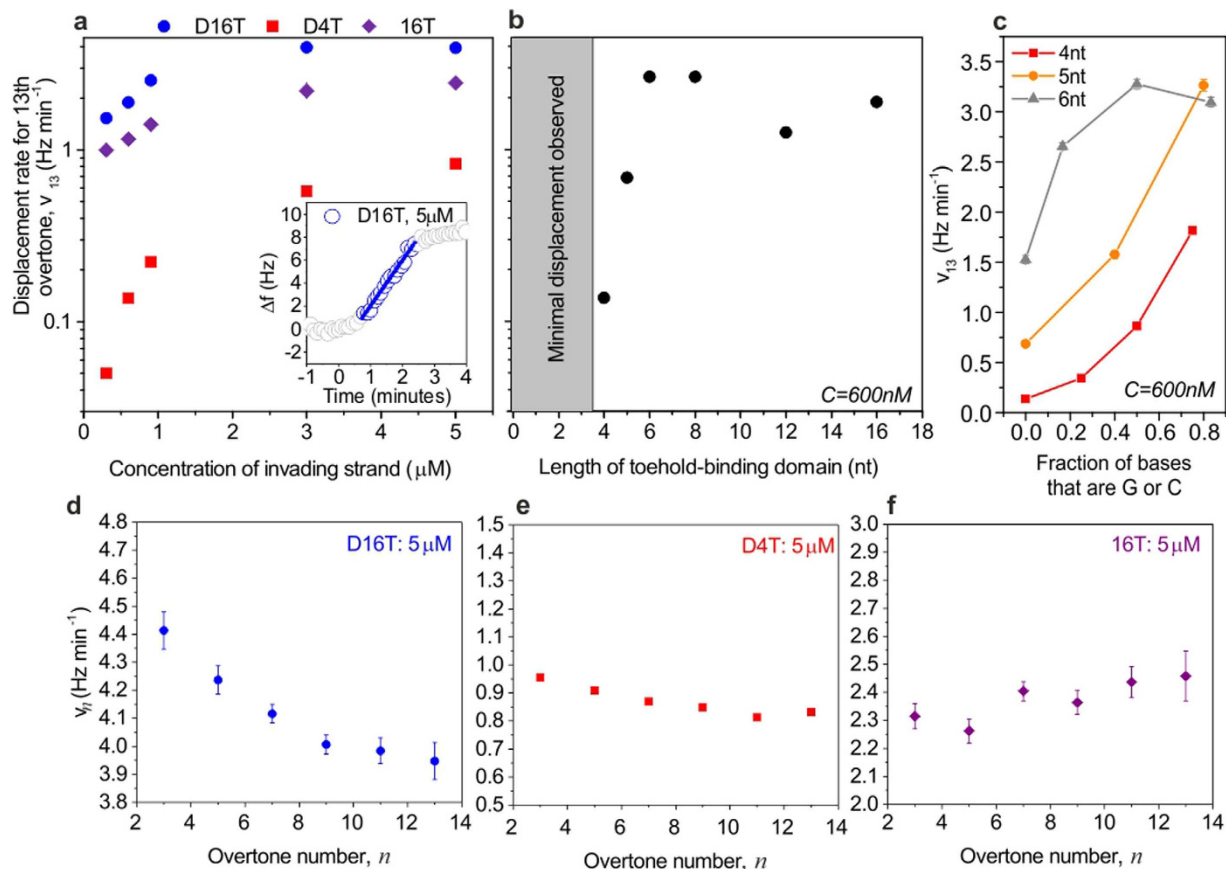 a
D16T D4T 16T
Displacement rate for 13th
overtone, v13 (Hz min-1)
1
0.1
0 1 2 3 4 5
Concentration of invading strand (μM)
D16T, 5μM
Δf (Hz)
10
8
6
4
2
0
-2
-1 0 1 2 3 4
Time (minutes)
b
Minimal displacement observed
C=600nM
0 2 4 6 8 10 12 14 16 18
Length of toehold-binding domain (nt)
c
4nt
5nt
6nt
v13 (Hz min-1)
3.5
3.0
2.5
2.0
1.5
1.0
0.5
0.0
C=600nM
0.0 0.2 0.4 0.6 0.8
Fraction of bases
that are G or C
d
D16T: 5μM
νn (Hz min-1)
4.8
4.7
4.6
4.5
4.4
4.3
4.2
4.1
4.0
3.9
3.8
2 4 6 8 10 12 14
Overtone number, n
e
D4T: 5μM
1.5
1.4
1.3
1.2
1.1
1.0
0.9
0.8
0.7
0.6
0.5
2 4 6 8 10 12 14
Overtone number, n
f
16T: 5μM
3.0
2.9
2.8
2.7
2.6
2.5
2.4
2.3
2.2
2.1
2.0
2 4 6 8 10 12 14
Overtone number, n